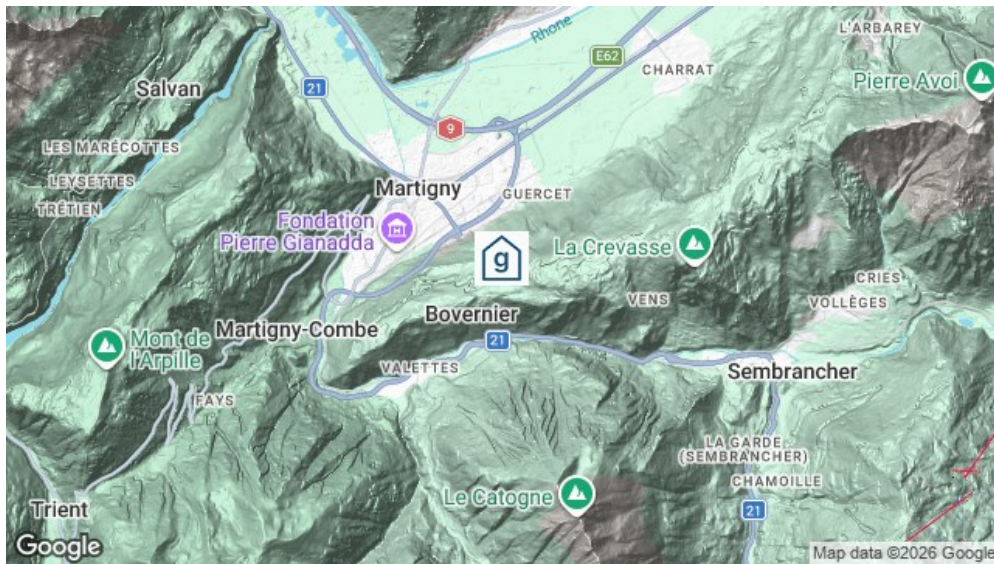 Rhone
L'ARBAREY
E62
CHARRAT
Pierre Avoi
Salvan
21
9
LES MARÉCOTTES
LEYSETTES
TRÉTIEN
Martigny
GUERCET
Fondation
Pierre Gianadda
g
La Crevasse
CRIES
VENS
VOLLÈGES
Bovernier
Martigny-Combe
21
Mont de
l'Arpille
VALETTES
Sembrancher
FAYS
LA GARDE
(SEMBRANCHER)
CHAMOILLE
Le Catogne
21
Trient
Google
Map data ©2026 Google